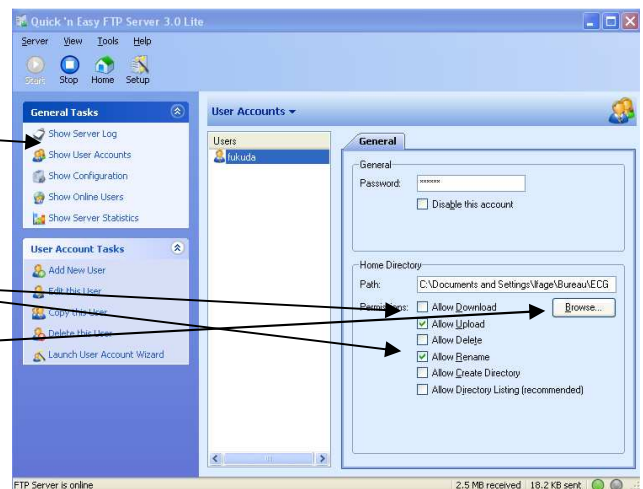 Quick 'n Easy FTP Server 3.0 Lite
Server View Tools Help
Start Stop Home Setup
General Tasks
Show Server Log
Show User Accounts
Show Configuration
Show Online Users
Show Server Statistics
User Account Tasks
Add New User
Edit this User
Copy this User
Delete this User
Launch User Account Wizard
User Accounts
Users
fukuda
General
General
Password: ××××××
Disable this account
Home Directory
Path: C:\Documents and Settings\lfage\Bureau\ECG
Permissions: Allow Download
Browse...
Allow Upload
Allow Delete
Allow Rename
Allow Create Directory
Allow Directory Listing (recommended)
FTP Server is online
2.5 MB received 18.2 KB sent